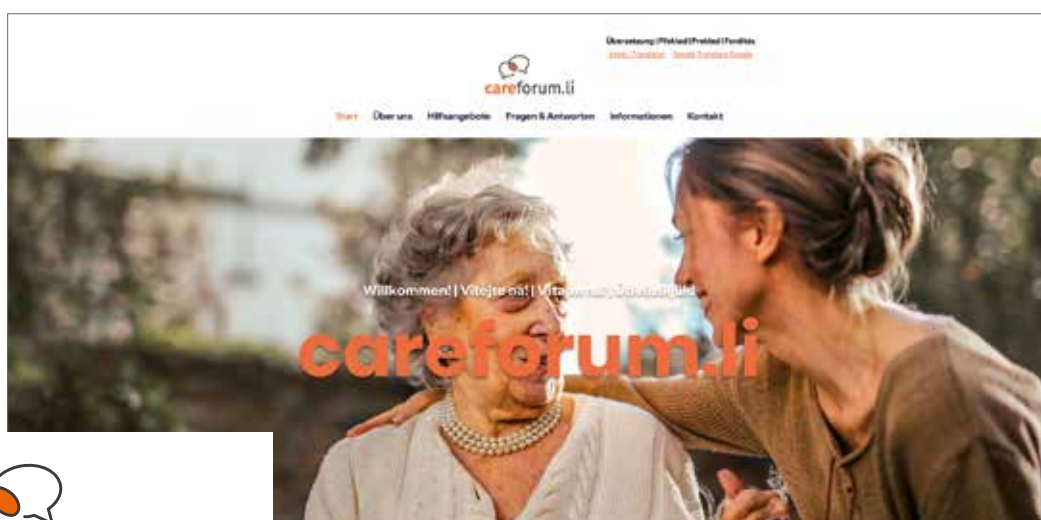 Übersetzung | Překlad | Preklad | Fordítás
careforum.li
Start Über uns Hilfsangebote Fragen & Antworten Informationen Kontakt
Willkommen! | Vítejte na! |
careforum.li